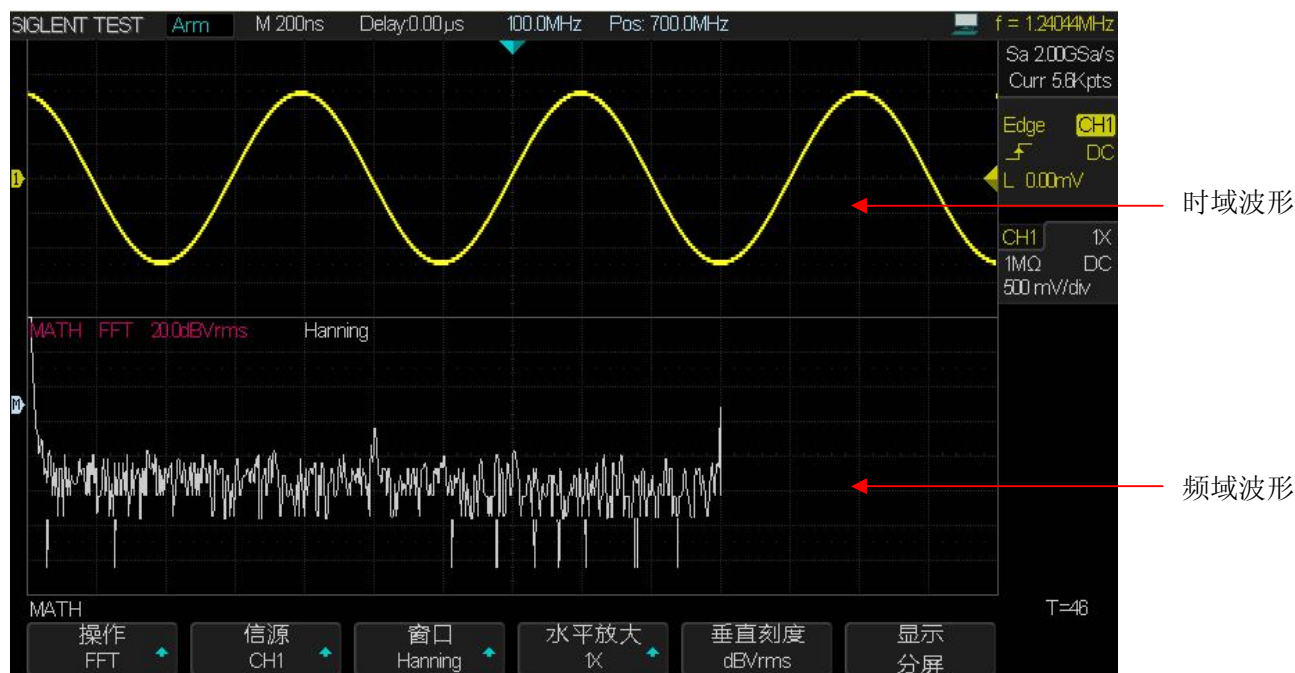 SIGLENT TEST Arm M 200ns Delay:0.00µs 100.0MHz Pos: 700.0MHz f = 1.24044MHz
Sa 2.00GSa/s
Curr 5.6Kpts
Edge CH1
DC
L 0.00mV
时域波形
1
CH1 1X
1MΩ DC
500 mV/div
MATH FFT 20.0dBVrms Hanning
M
频域波形
MATH T=46
操作 信源 窗口 水平放大 垂直刻度 显示
FFT CH1 Hanning 1X dBVrms 分屏